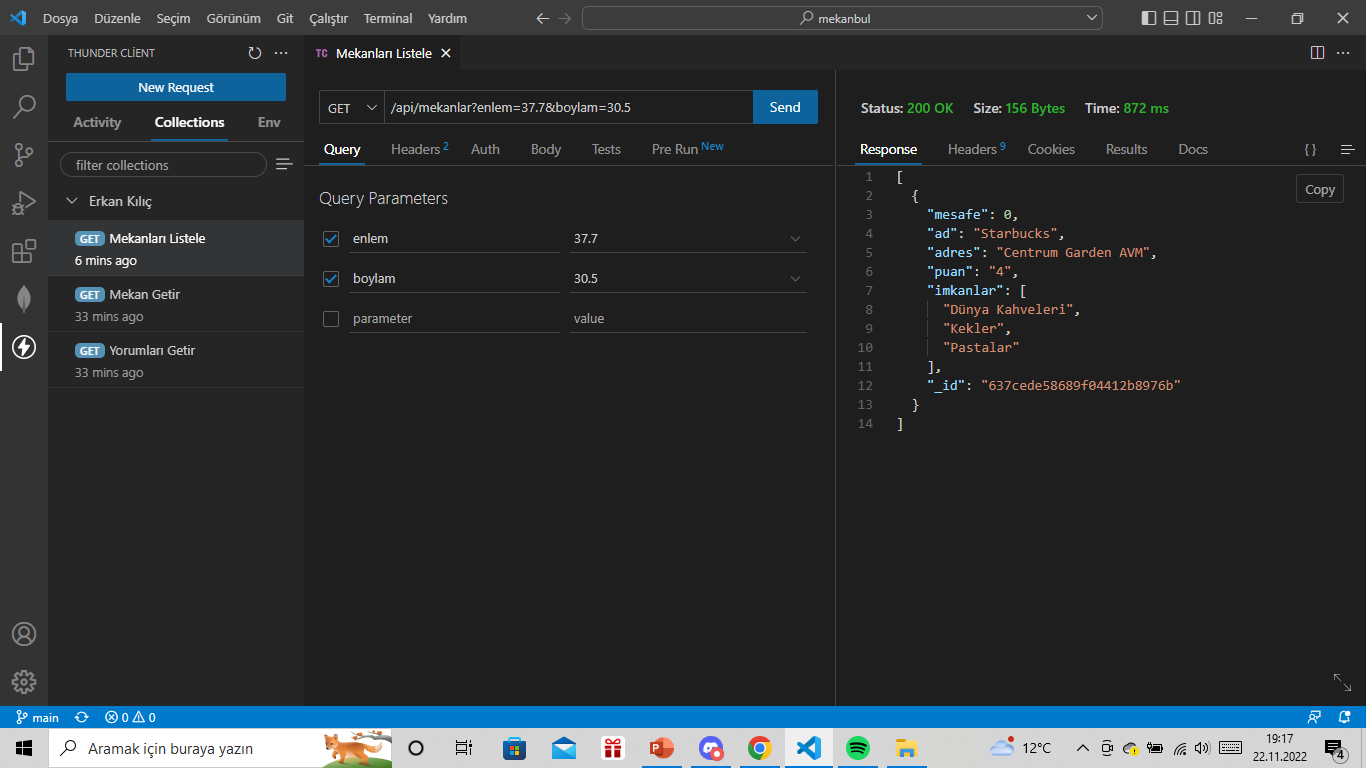 Dosya Düzenle Seçim Görünüm Git Çalıştır Terminal Yardım
mekanbul
THUNDER CLİENT
New Request
Activity Collections Env
filter collections
Erkan Kılıç
GET Mekanları Listele
6 mins ago
GET Mekan Getir
33 mins ago
GET Yorumları Getir
33 mins ago
TC Mekanları Listele
GET /api/mekanlar?enlem=37.7&boylam=30.5 Send
Query Headers 2 Auth Body Tests Pre Run New
Query Parameters
enlem 37.7
boylam 30.5
parameter value
Status: 200 OK Size: 156 Bytes Time: 872 ms
Response Headers 9 Cookies Results Docs { }
Copy
1 [
2 {
3 "mesafe": 0,
4 "ad": "Starbucks",
5 "adres": "Centrum Garden AVM",
6 "puan": "4",
7 "imkanlar": [
8 "Dünya Kahveleri",
9 "Kekler",
10 "Pastalar"
11 ],
12 "_id": "637cede58689f04412b8976b"
13 }
14 ]
main 0 0
Aramak için buraya yazın
12°C
19:17
22.11.2022
4